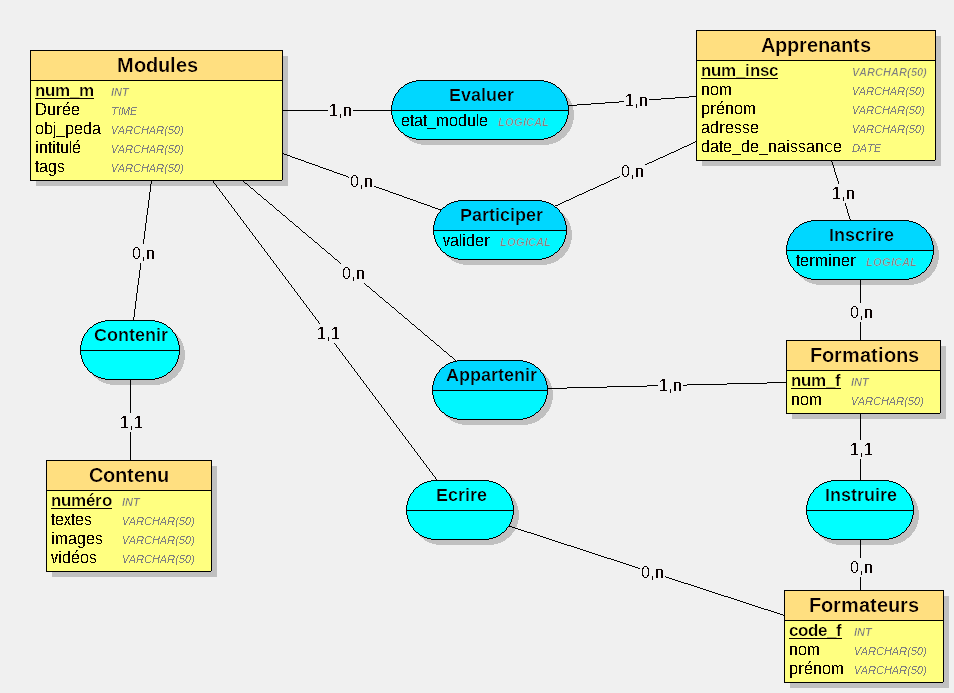 Modules
num_m INT
Durée TIME
obj_peda VARCHAR(50)
intitulé VARCHAR(50)
tags VARCHAR(50)
1,n
Evaluer
etat_module LOGICAL
1,n
Apprenants
num_insc VARCHAR(50)
nom VARCHAR(50)
prénom VARCHAR(50)
adresse VARCHAR(50)
date_de_naissance DATE
0,n
Participer
valider LOGICAL
0,n
1,n
Inscrire
terminer LOGICAL
0,n
0,n
Contenir
1,1
0,n
Appartenir
1,n
1,1
Formations
num_f INT
nom VARCHAR(50)
1,1
Contenu
numéro INT
textes VARCHAR(50)
images VARCHAR(50)
vidéos VARCHAR(50)
Ecrire
0,n
Instruire
0,n
Formateurs
code_f INT
nom VARCHAR(50)
prénom VARCHAR(50)